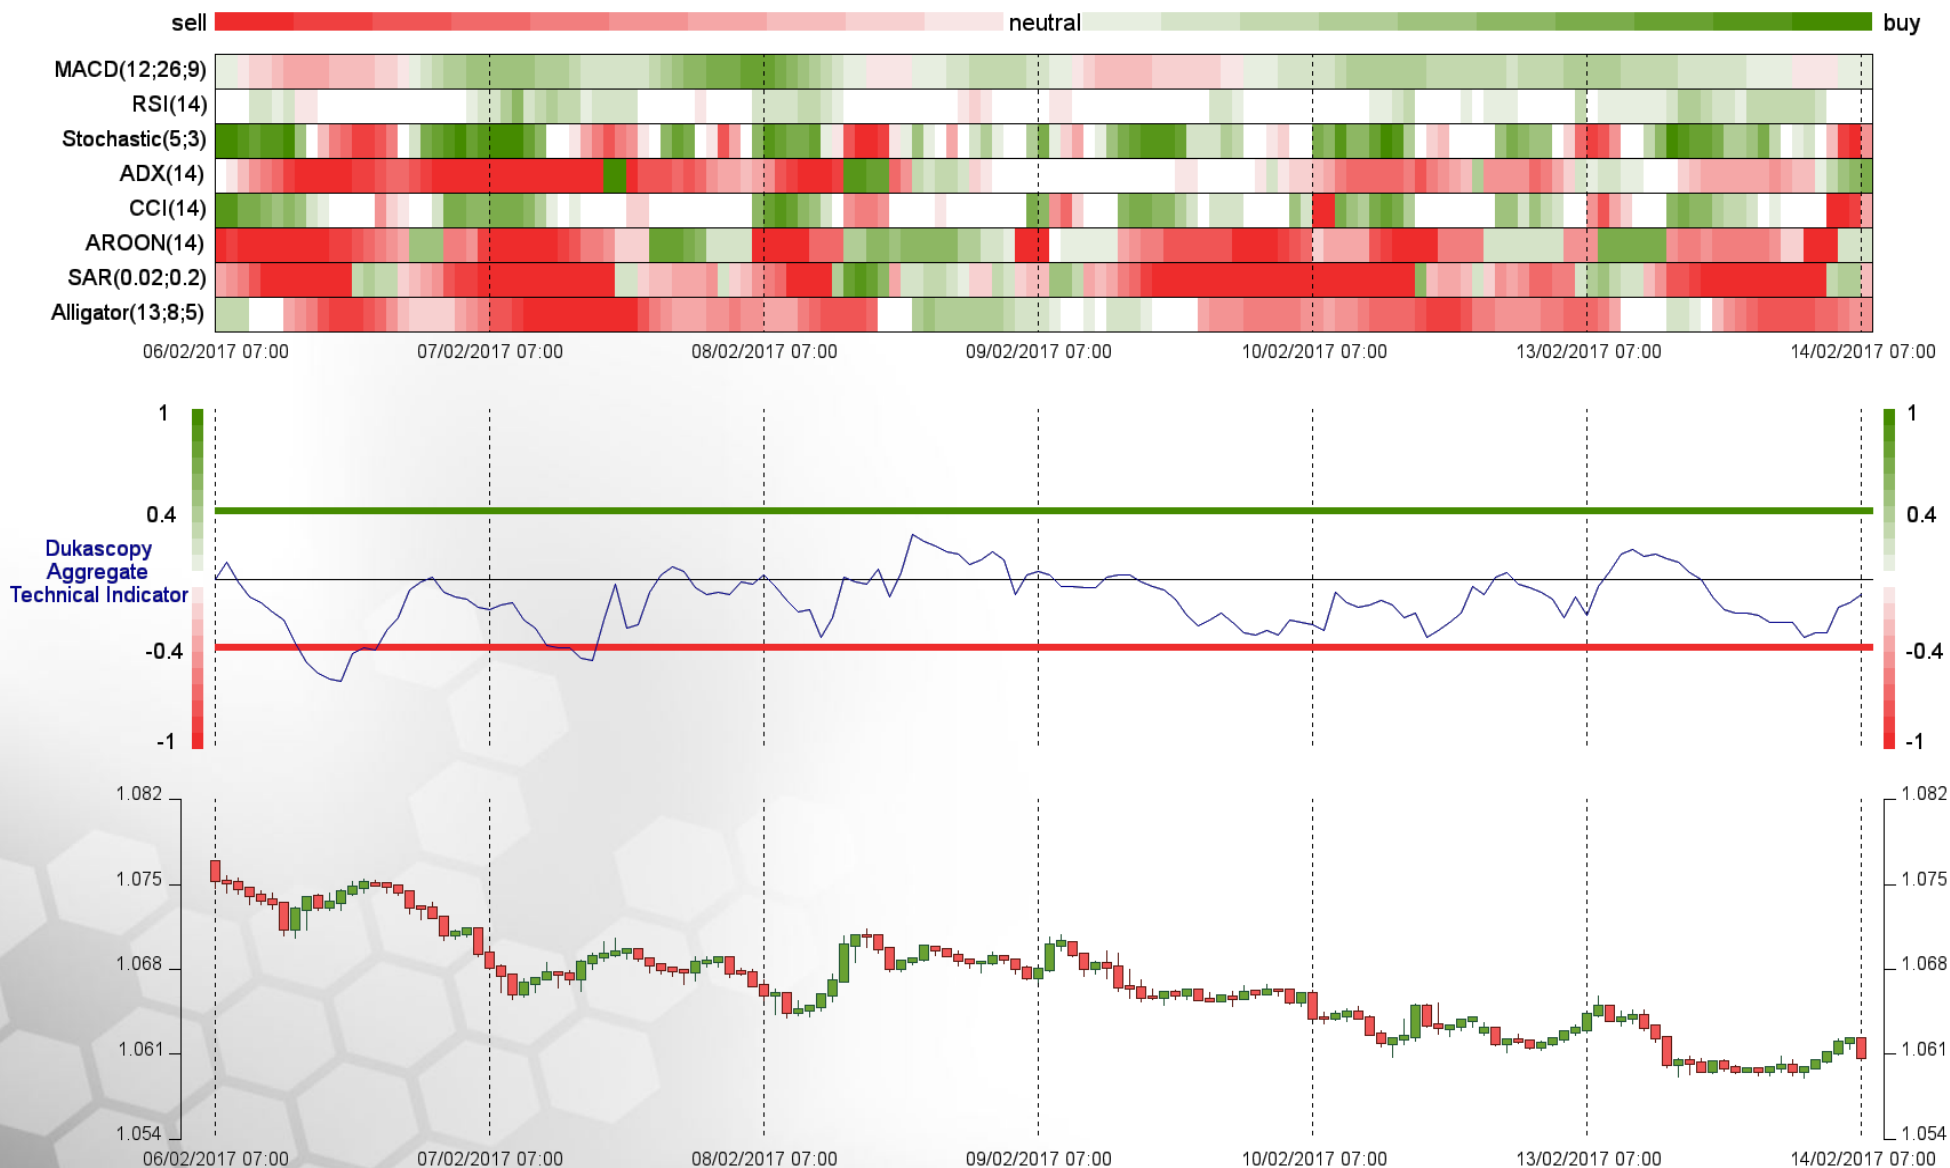 sell neutral buy
MACD(12;26;9)
RSI(14)
Stochastic(5;3)
ADX(14)
CCI(14)
AROON(14)
SAR(0.02;0.2)
Alligator(13;8;5)
06/02/2017 07:00 07/02/2017 07:00 08/02/2017 07:00 09/02/2017 07:00 10/02/2017 07:00 13/02/2017 07:00 14/02/2017 07:00
1 1
0.4 0.4
Dukascopy
Aggregate
Technical Indicator
-0.4 -0.4
-1 -1
1.082 1.082
1.075 1.075
1.068 1.068
1.061 1.061
1.054 1.054
06/02/2017 07:00 07/02/2017 07:00 08/02/2017 07:00 09/02/2017 07:00 10/02/2017 07:00 13/02/2017 07:00 14/02/2017 07:00